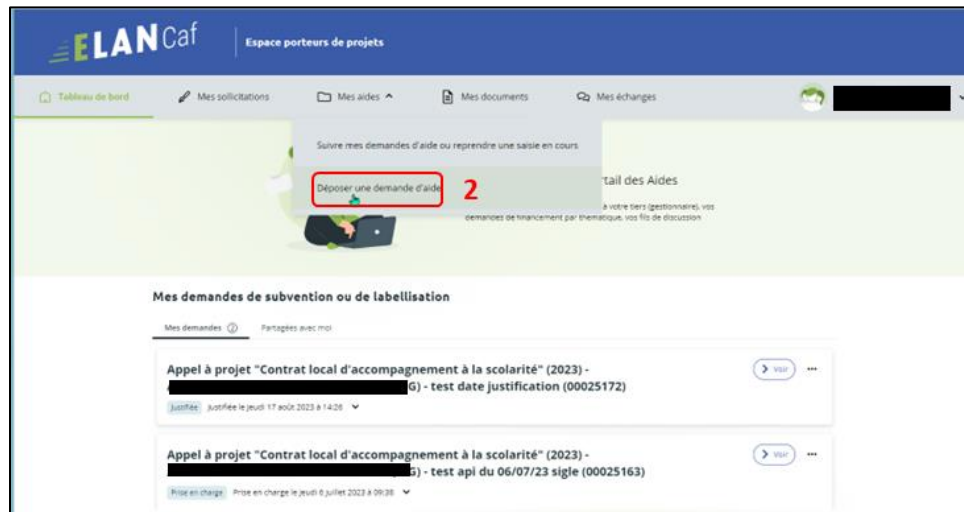 ELAN Caf
Espace porteurs de projets
Tableau de bord Mes sollicitations Mes aides Mes documents Mes échanges
Suivre mes demandes d'aide ou reprendre une saisie en cours
Déposer une demande d'aide 2
tail des Aides
à votre tiers (gestionnaire), vos
demandes de financement par thématique, vos fils de discussion
Mes demandes de subvention ou de labellisation
Mes demandes 2 Partagées avec moi
Appel à projet "Contrat local d'accompagnement à la scolarité" (2023) - Voir ...
G) - test date justification (00025172)
Justifiée Justifiée le jeudi 17 août 2023 à 14:26
Appel à projet "Contrat local d'accompagnement à la scolarité" (2023) - Voir ...
G) - test api du 06/07/23 sigle (00025163)
Prise en charge Prise en charge le jeudi 6 juillet 2023 à 09:38